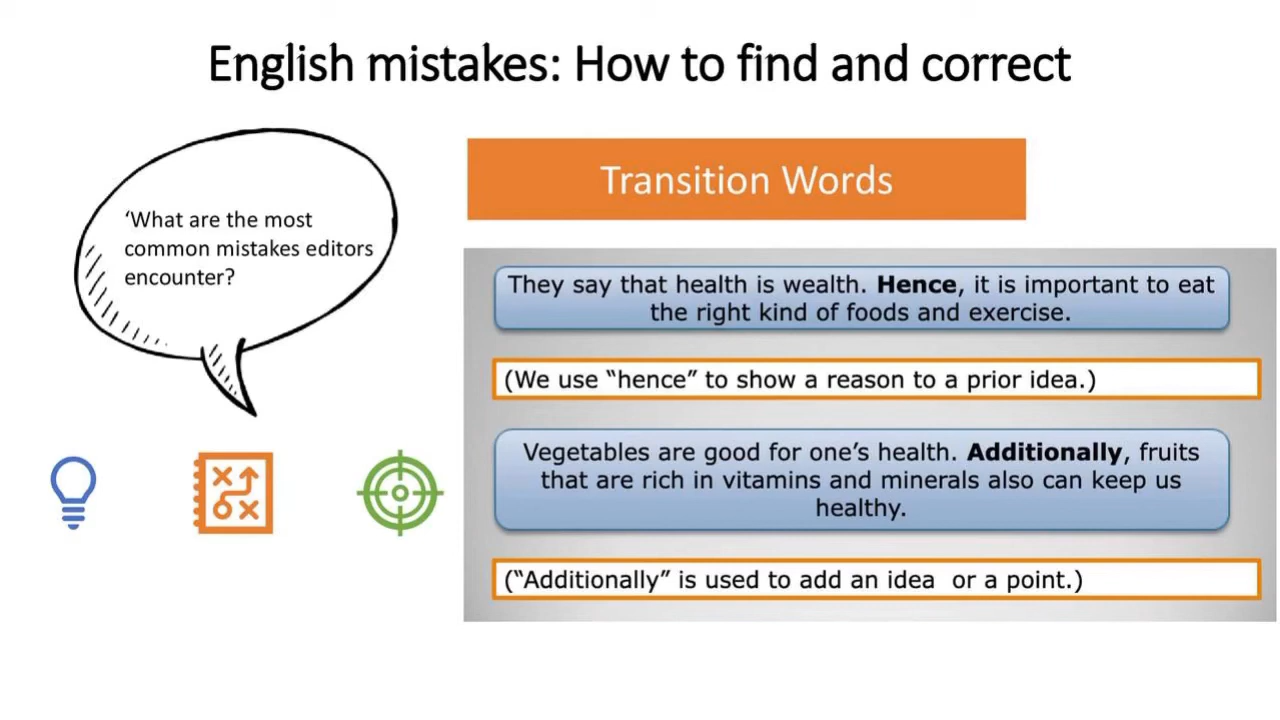 English mistakes: How to find and correct
‘What are the most
common mistakes editors
encounter?
Transition Words
They say that health is wealth. Hence, it is important to eat
the right kind of foods and exercise.
(We use “hence” to show a reason to a prior idea.)
Vegetables are good for one’s health. Additionally, fruits
that are rich in vitamins and minerals also can keep us
healthy.
(“Additionally” is used to add an idea  or a point.)